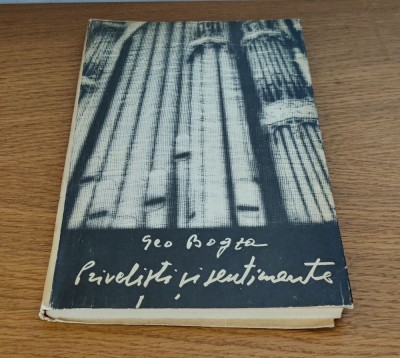 Geo Bogza
Priveliști și sentimente